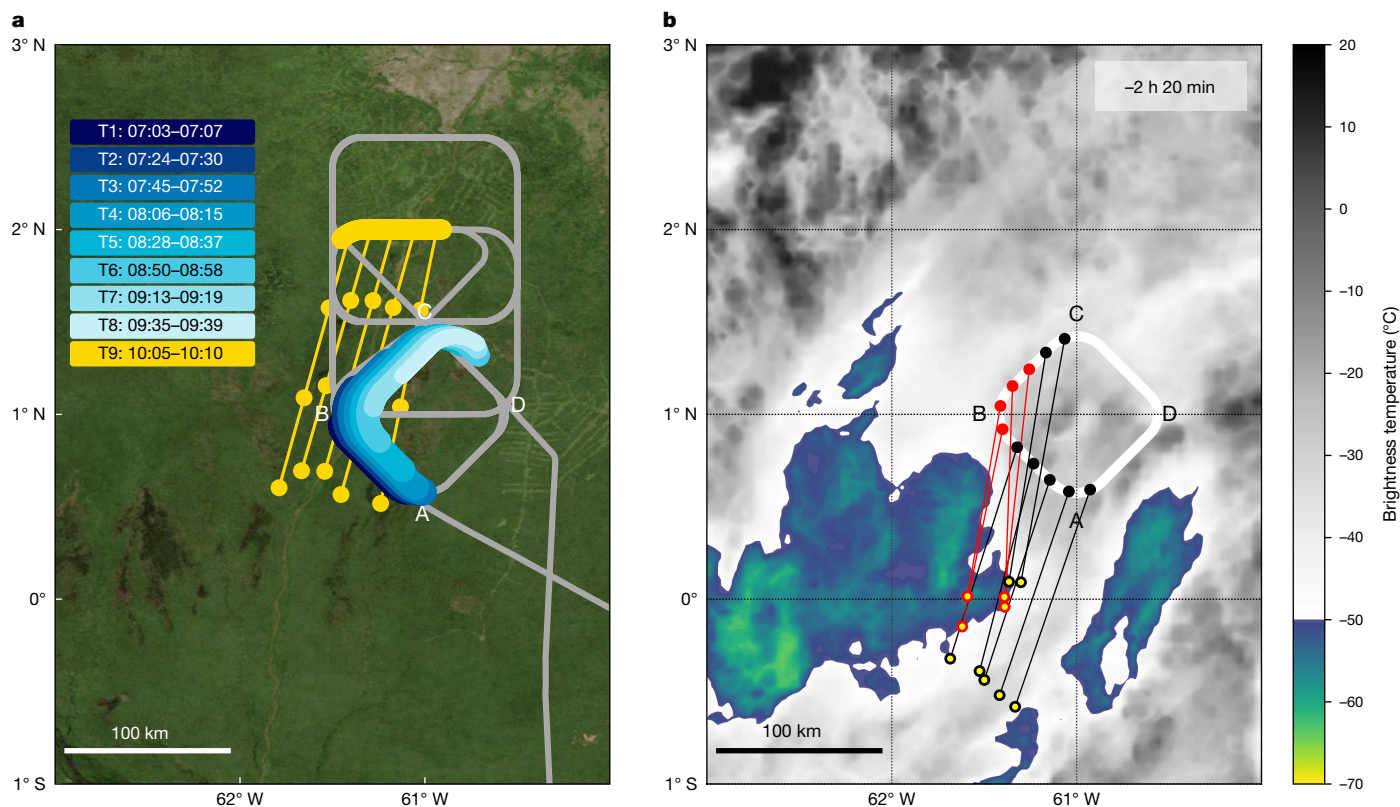 a
3° N
2° N
1° N
0°
1° S
62° W
61° W
T1: 07:03–07:07
T2: 07:24–07:30
T3: 07:45–07:52
T4: 08:06–08:15
T5: 08:28–08:37
T6: 08:50–08:58
T7: 09:13–09:19
T8: 09:35–09:39
T9: 10:05–10:10
C
B
D
A
100 km
b
3° N
2° N
1° N
0°
1° S
62° W
61° W
–2 h 20 min
C
B
D
A
100 km
20
10
0
–10
–20
–30
–40
–50
–60
–70
Brightness temperature (°C)